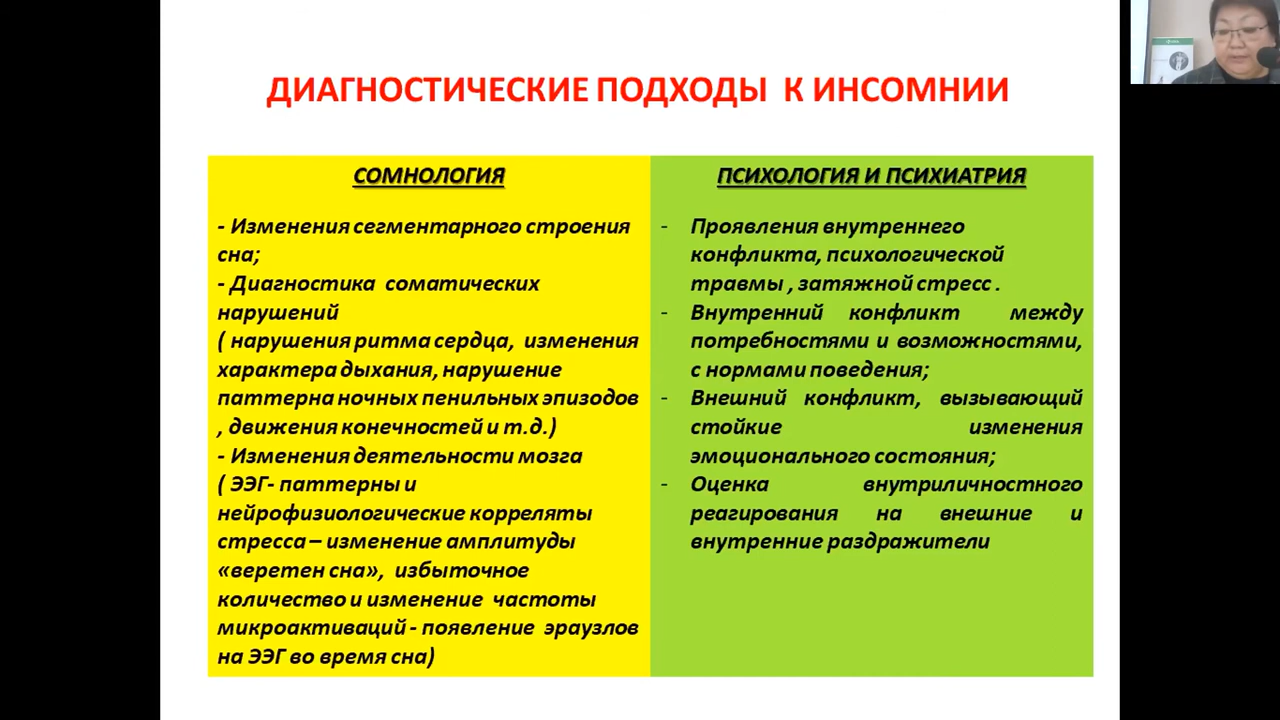 ДИАГНОСТИЧЕСКИЕ ПОДХОДЫ К ИНСОМНИИ
СОМНОЛОГИЯ
- Изменения сегментарного строения
сна;
- Диагностика соматических
нарушений
( нарушения ритма сердца, изменения
характера дыхания, нарушение
паттерна ночных пенильных эпизодов
, движения конечностей и т.д.)
- Изменения деятельности мозга
( ЭЭГ- паттерны и
нейрофизиологические корреляты
стресса – изменение амплитуды
«веретен сна», избыточное
количество и изменение частоты
микроактиваций - появление эраузлов
на ЭЭГ во время сна)
ПСИХОЛОГИЯ И ПСИХИАТРИЯ
- Проявления внутреннего
конфликта, психологической
травмы , затяжной стресс .
- Внутренний конфликт между
потребностями и возможностями,
с нормами поведения;
- Внешний конфликт, вызывающий
стойкие изменения
эмоционального состояния;
- Оценка внутриличностного
реагирования на внешние и
внутренние раздражители